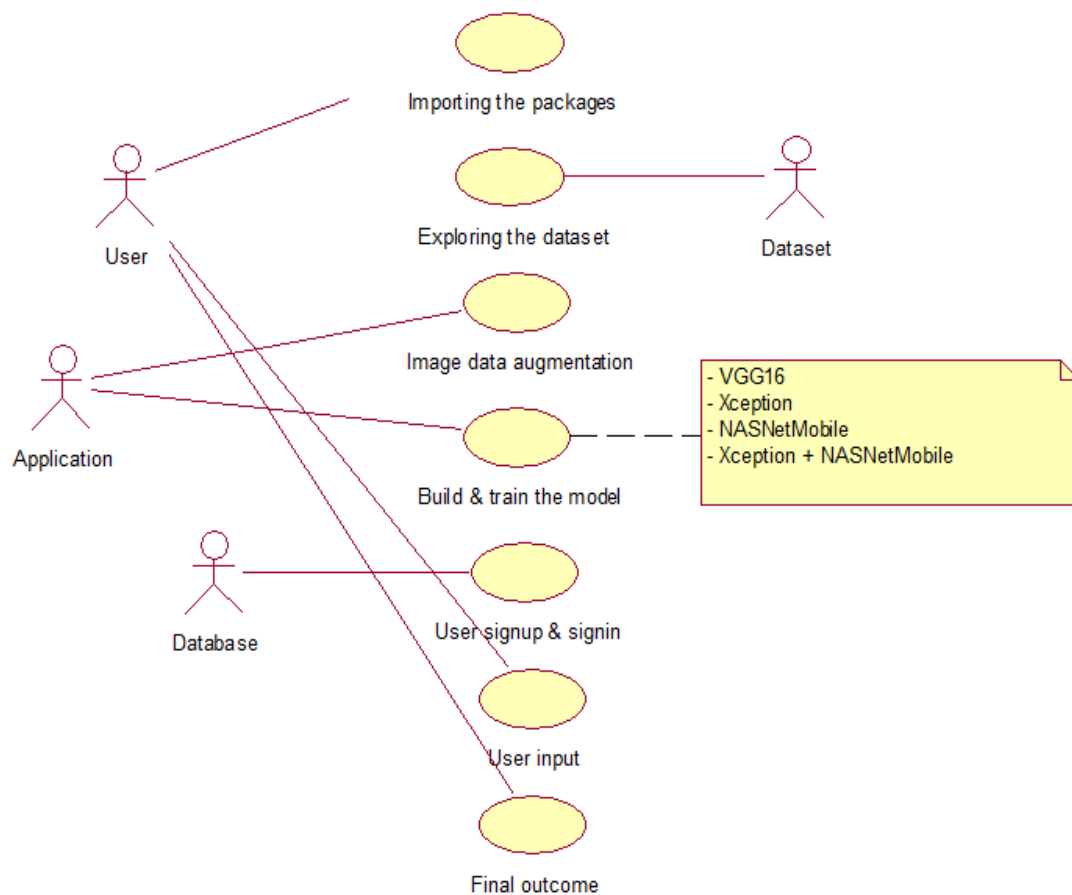 Importing the packages
User
Exploring the dataset
Dataset
Image data augmentation
Application
- VGG16
- Xception
- NASNetMobile
- Xception + NASNetMobile
Build & train the model
Database
User signup & signin
User input
Final outcome